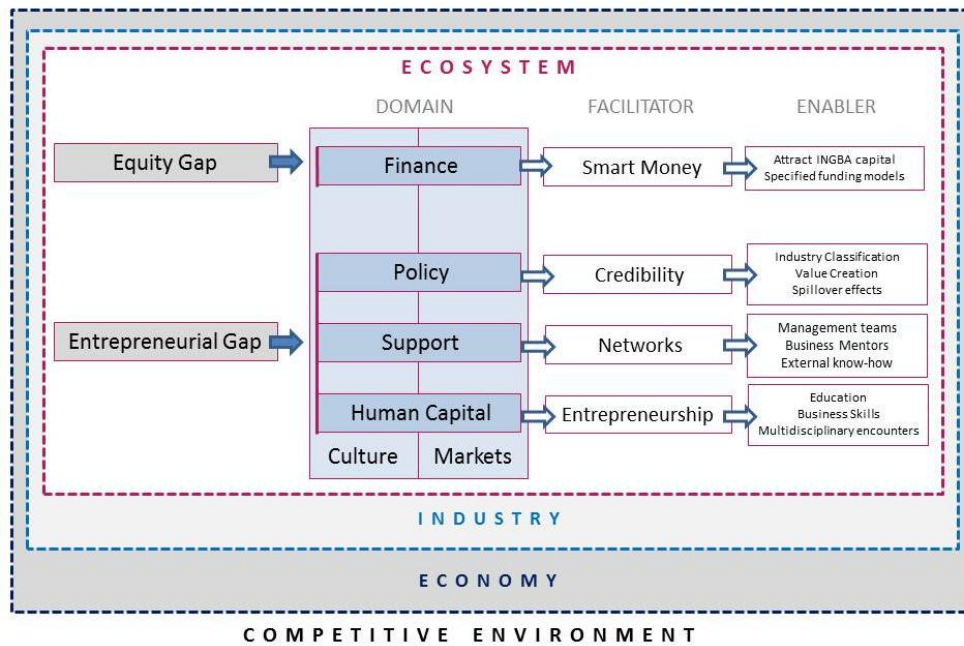 ECOSYSTEM
DOMAIN
FACILITATOR
ENABLER
Equity Gap
Finance
Smart Money
Attract INGBA capital
Specified funding models
Policy
Credibility
Industry Classification
Value Creation
Spillover effects
Entrepreneurial Gap
Support
Networks
Management teams
Business Mentors
External know-how
Human Capital
Entrepreneurship
Education
Business Skills
Multidisciplinary encounters
Culture
Markets
INDUSTRY
ECONOMY
COMPETITIVE ENVIRONMENT